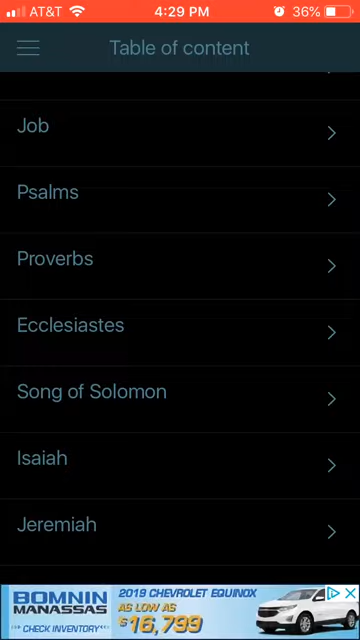 AT&T 4:29 PM 36%
Table of content
Job
Psalms
Proverbs
Ecclesiastes
Song of Solomon
Isaiah
Jeremiah
BOMNIN
MANASSAS
CHECK INVENTORY
2019 CHEVROLET EQUINOX
AS LOW AS
$16,799